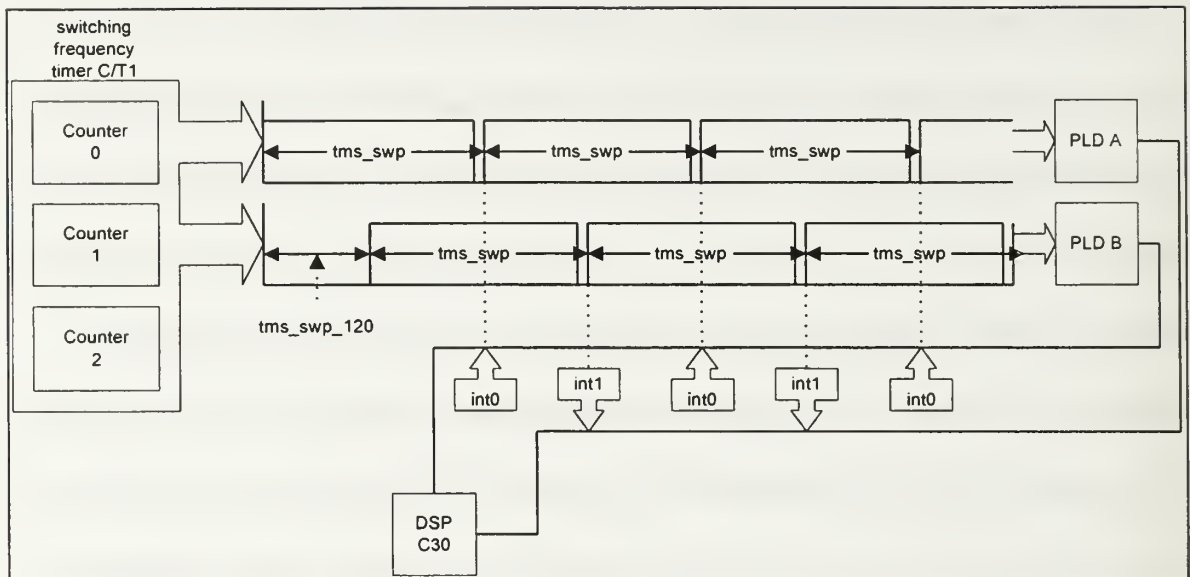 switching
frequency
timer C/T1
Counter
0
tms_swp
tms_swp
tms_swp
PLD A
Counter
1
tms_swp
tms_swp
tms_swp
PLD B
tms_swp_120
Counter
2
int0
int1
int0
int1
int0
DSP
C30